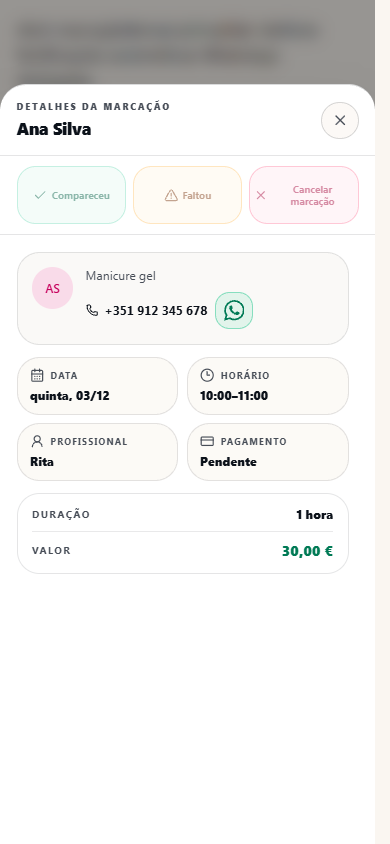 DETALHES DA MARCAÇÃO
Ana Silva
Compareceu
Faltou
Cancelar
marcação
AS
Manicure gel
+351 912 345 678
DATA
quinta, 03/12
HORÁRIO
10:00–11:00
PROFISSIONAL
Rita
PAGAMENTO
Pendente
DURAÇÃO
1 hora
VALOR
30,00 €